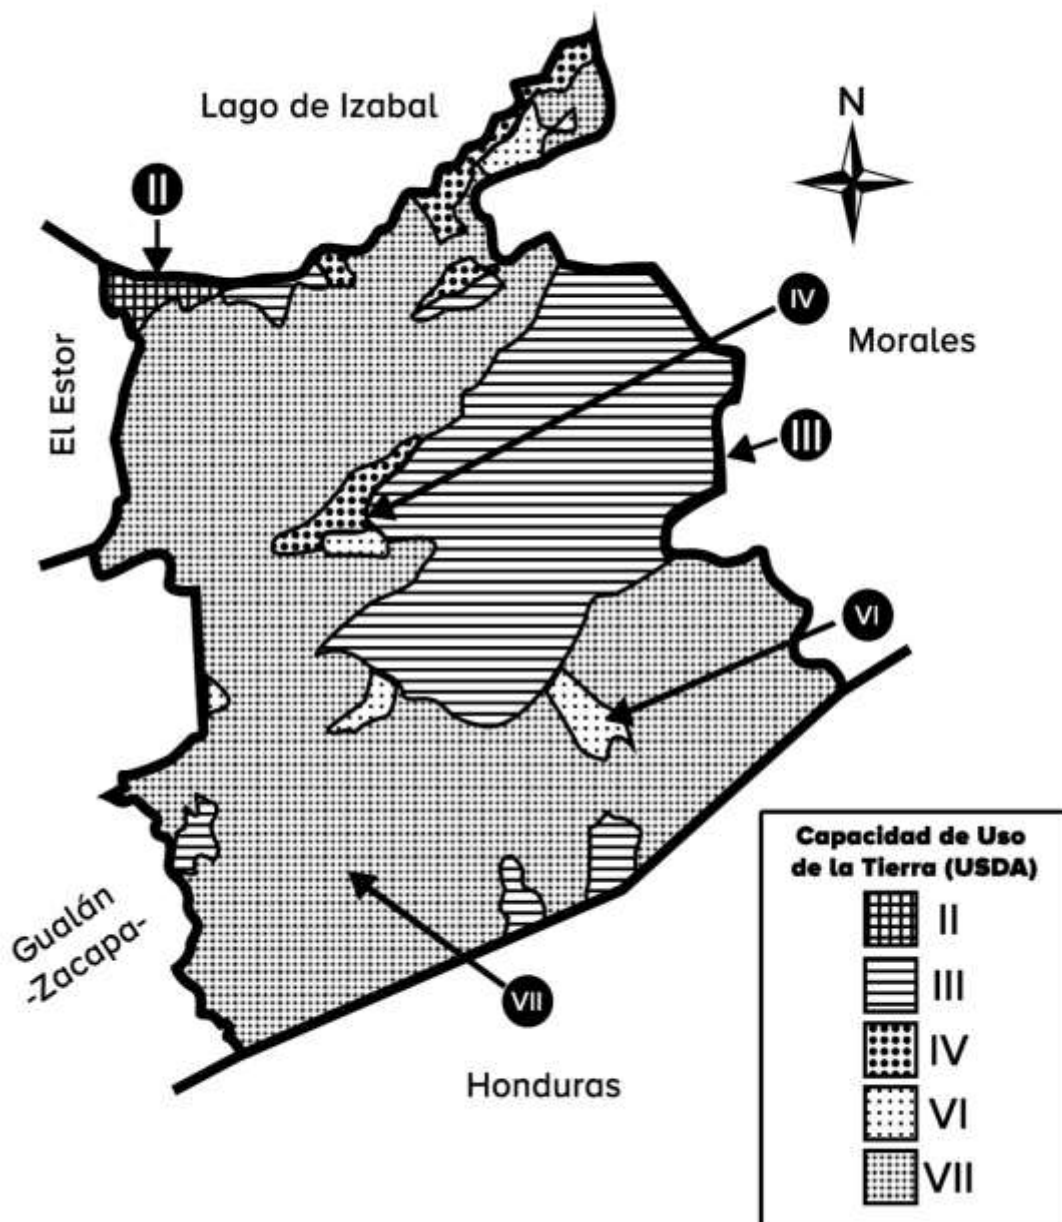 Lago de Izabal
N
II
IV
Morales
El Estor
III
VI
Capacidad de Uso
de la Tierra (USDA)
II
III
IV
VI
VII
Gualán
-Zacapa-
VII
Honduras